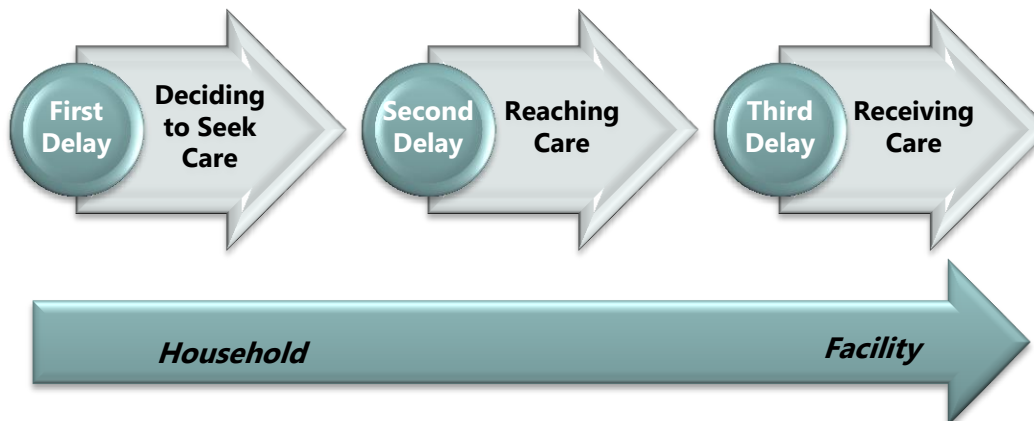 First
Delay
Deciding
to Seek
Care
Second
Delay
Reaching
Care
Third
Delay
Receiving
Care
Household
Facility